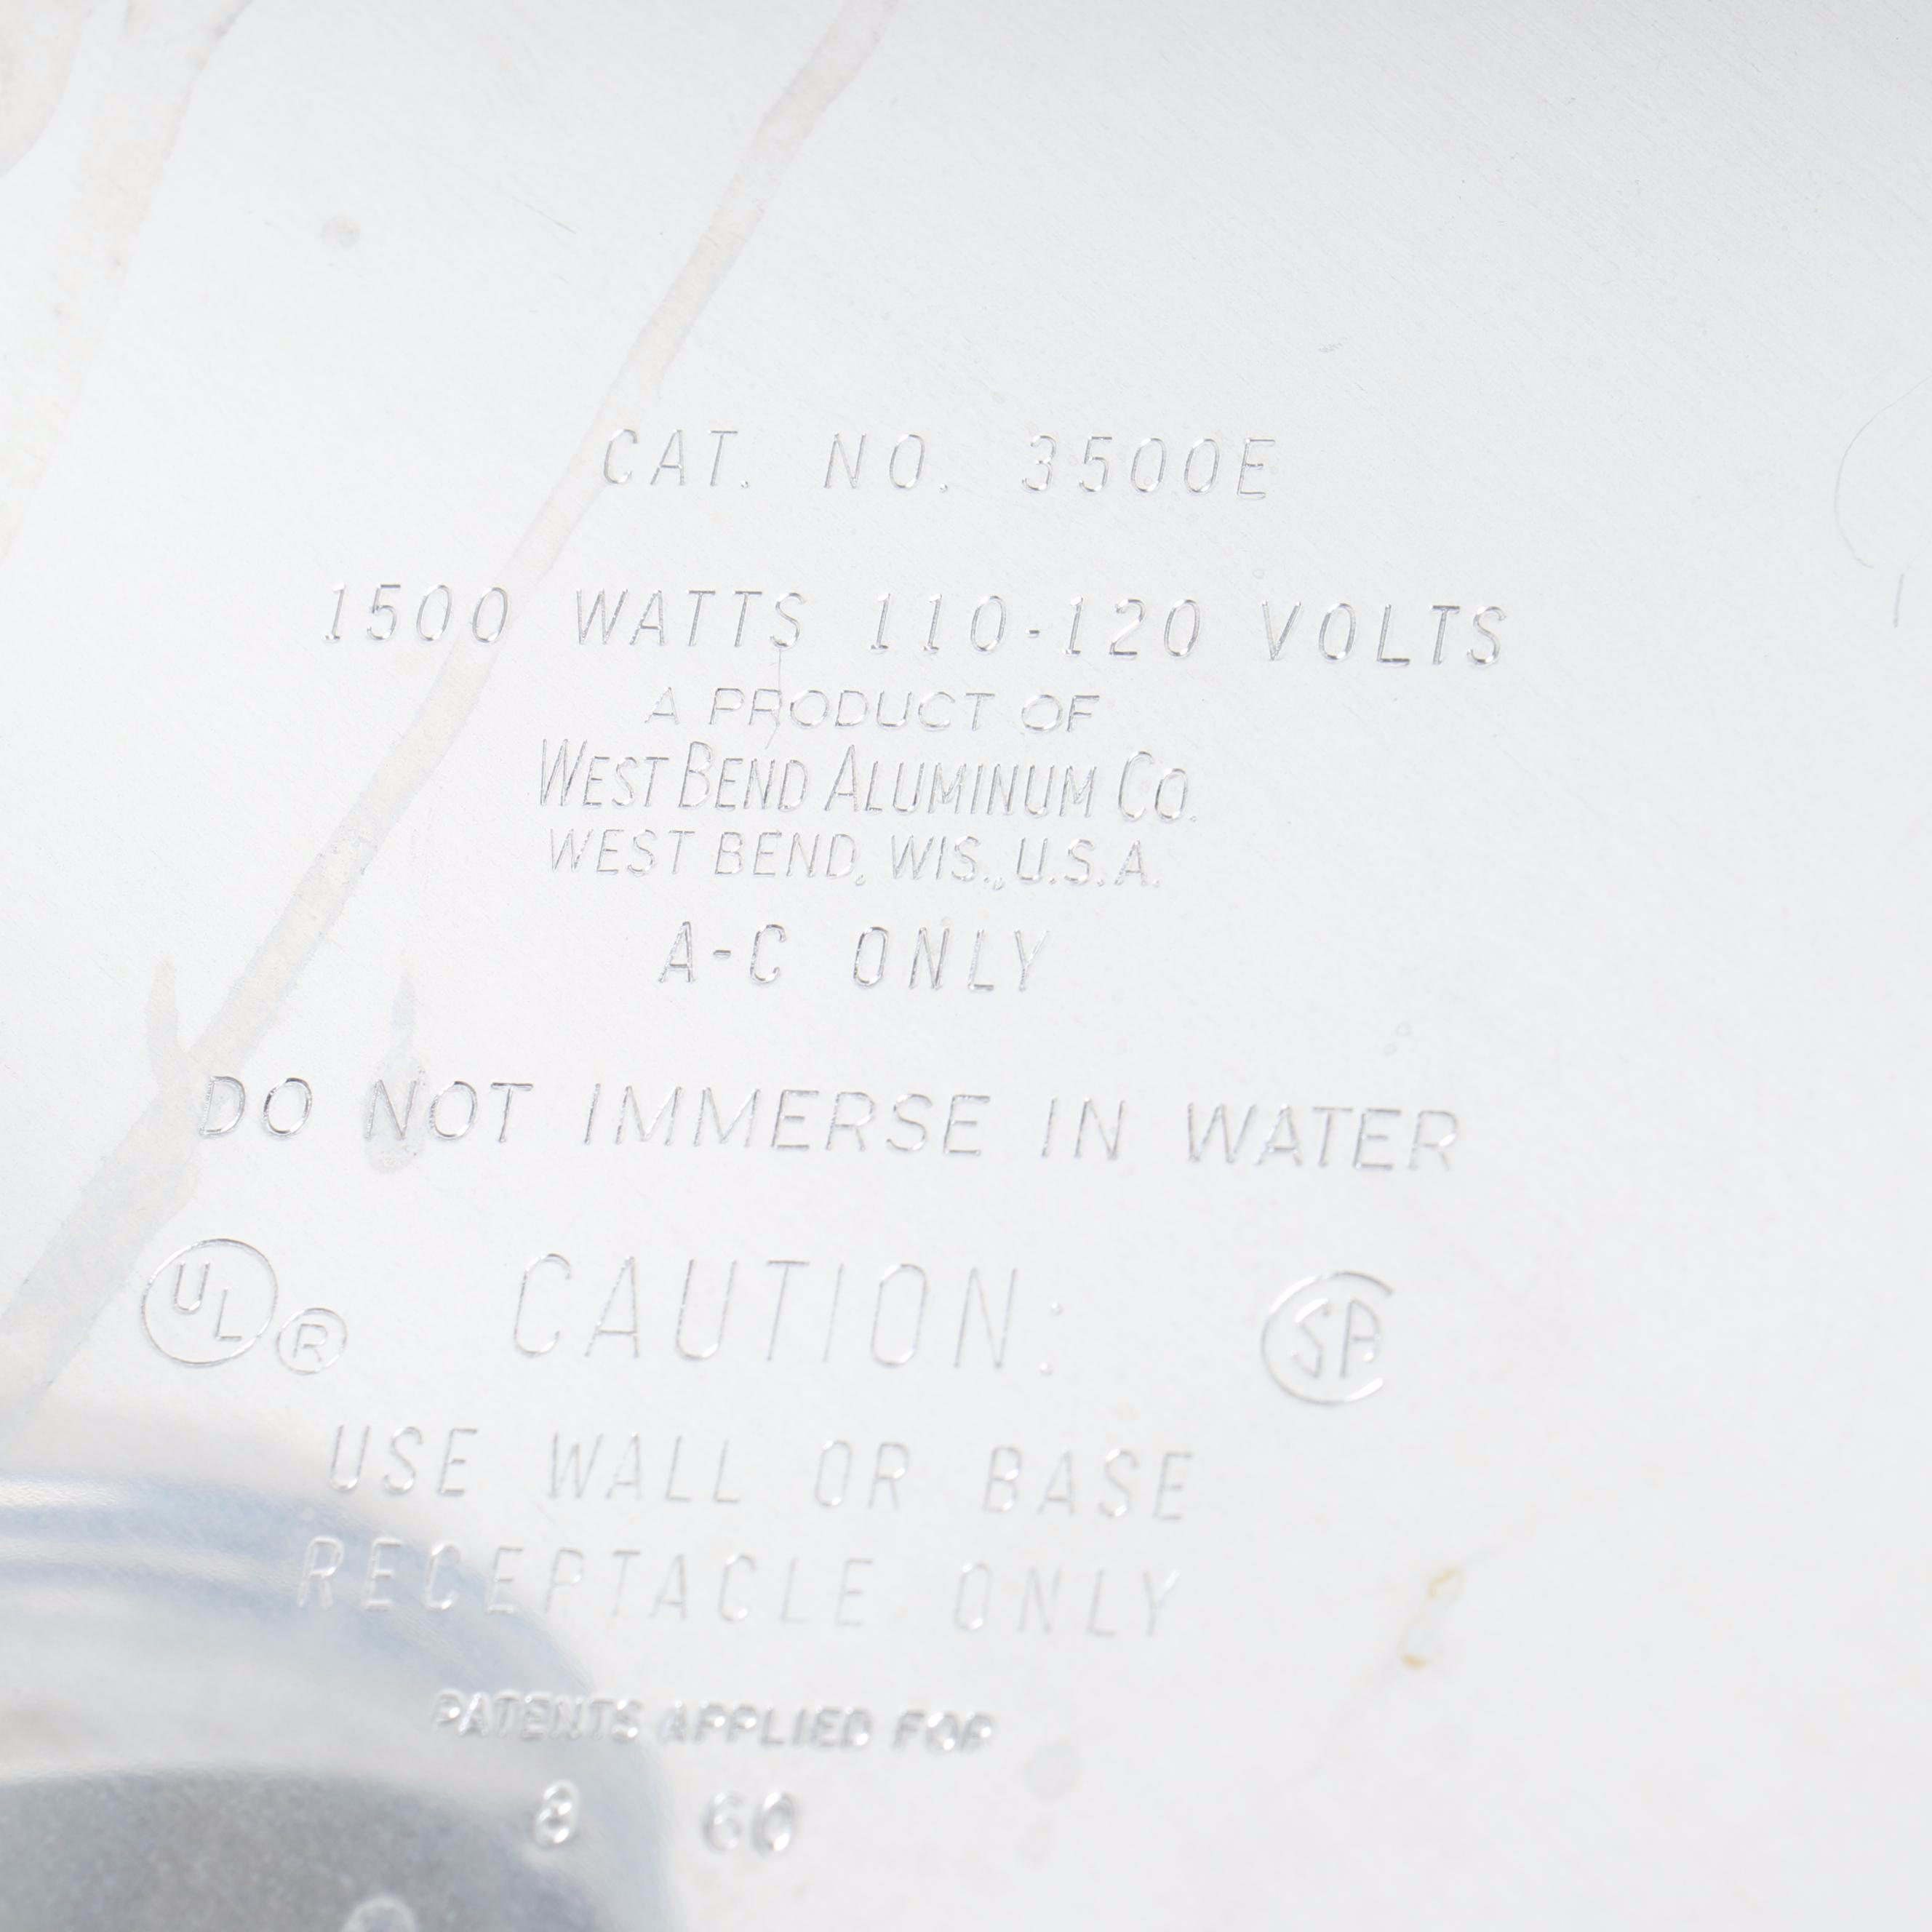 CAT. NO. 3500E
1500 WATTS 110-120 VOLTS
A PRODUCT OF
WEST BEND ALUMINUM CO.
WEST BEND, WIS., U.S.A.
A-C ONLY
DO NOT IMMERSE IN WATER
UL R CAUTION: SA
USE WALL OR BASE
RECEPTACLE ONLY
PATENTS APPLIED FOR
8 60